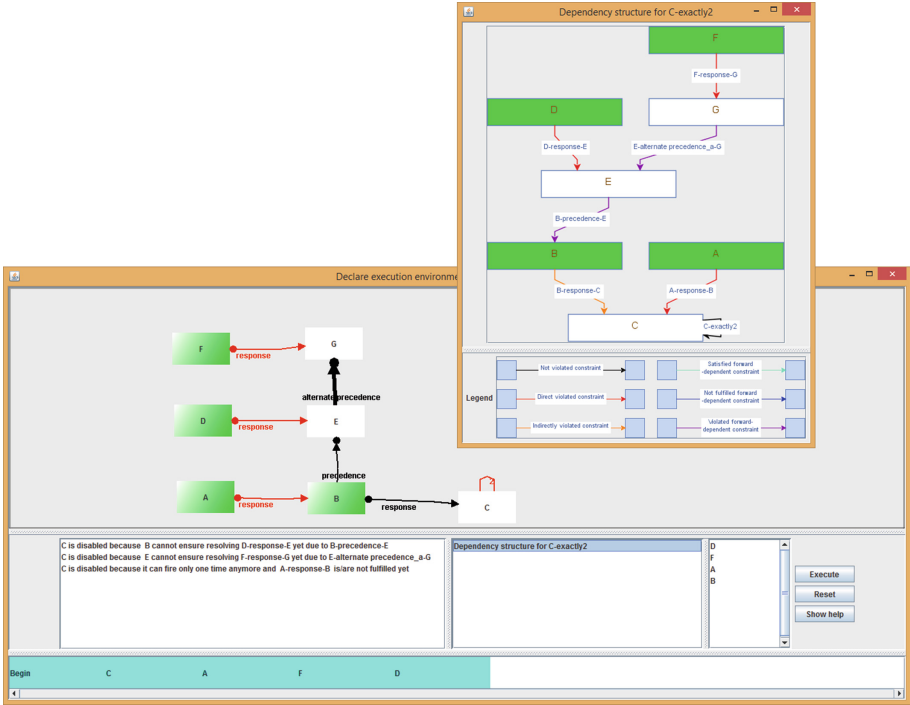 Dependency structure for C-exactly2
F
F-response-G
D
G
D-response-E
E-alternate precedence_a-G
E
B-precedence-E
B
A
B-response-C
A-response-B
C
C-exactly2
Legend
Not violated constraint
Satisfied forward
-dependent constraint
Direct violated constraint
Not fulfilled forward-
dependent constraint
Indirectly violated constraint
Violated forward-
dependent constraint
Declare execution environme
F
response
G
alternate precedence
D
response
E
precedence
A
response
B
response
2
C
C is disabled because B cannot ensure resolving D-response-E yet due to B-precedence-E
C is disabled because E cannot ensure resolving F-response-G yet due to E-alternate precedence_a-G
C is disabled because it can fire only one time anymore and A-response-B is/are not fulfilled yet
Dependency structure for C-exactly2
D
F
A
B
Execute
Reset
Show help
Begin C A F D